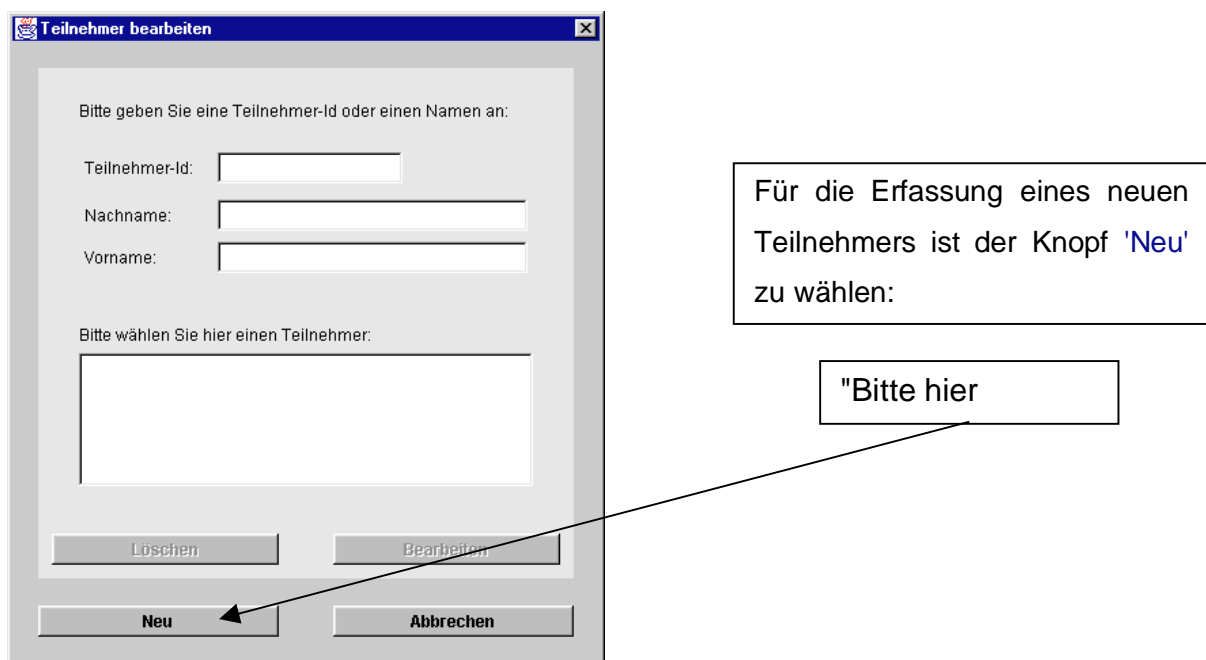 Teilnehmer bearbeiten
Bitte geben Sie eine Teilnehmer-Id oder einen Namen an:
Teilnehmer-Id:
Nachname:
Vorname:
Bitte wählen Sie hier einen Teilnehmer:
Löschen
Bearbeiten
Neu
Abbrechen
Für die Erfassung eines neuen
Teilnehmers ist der Knopf 'Neu'
zu wählen:
"Bitte hier